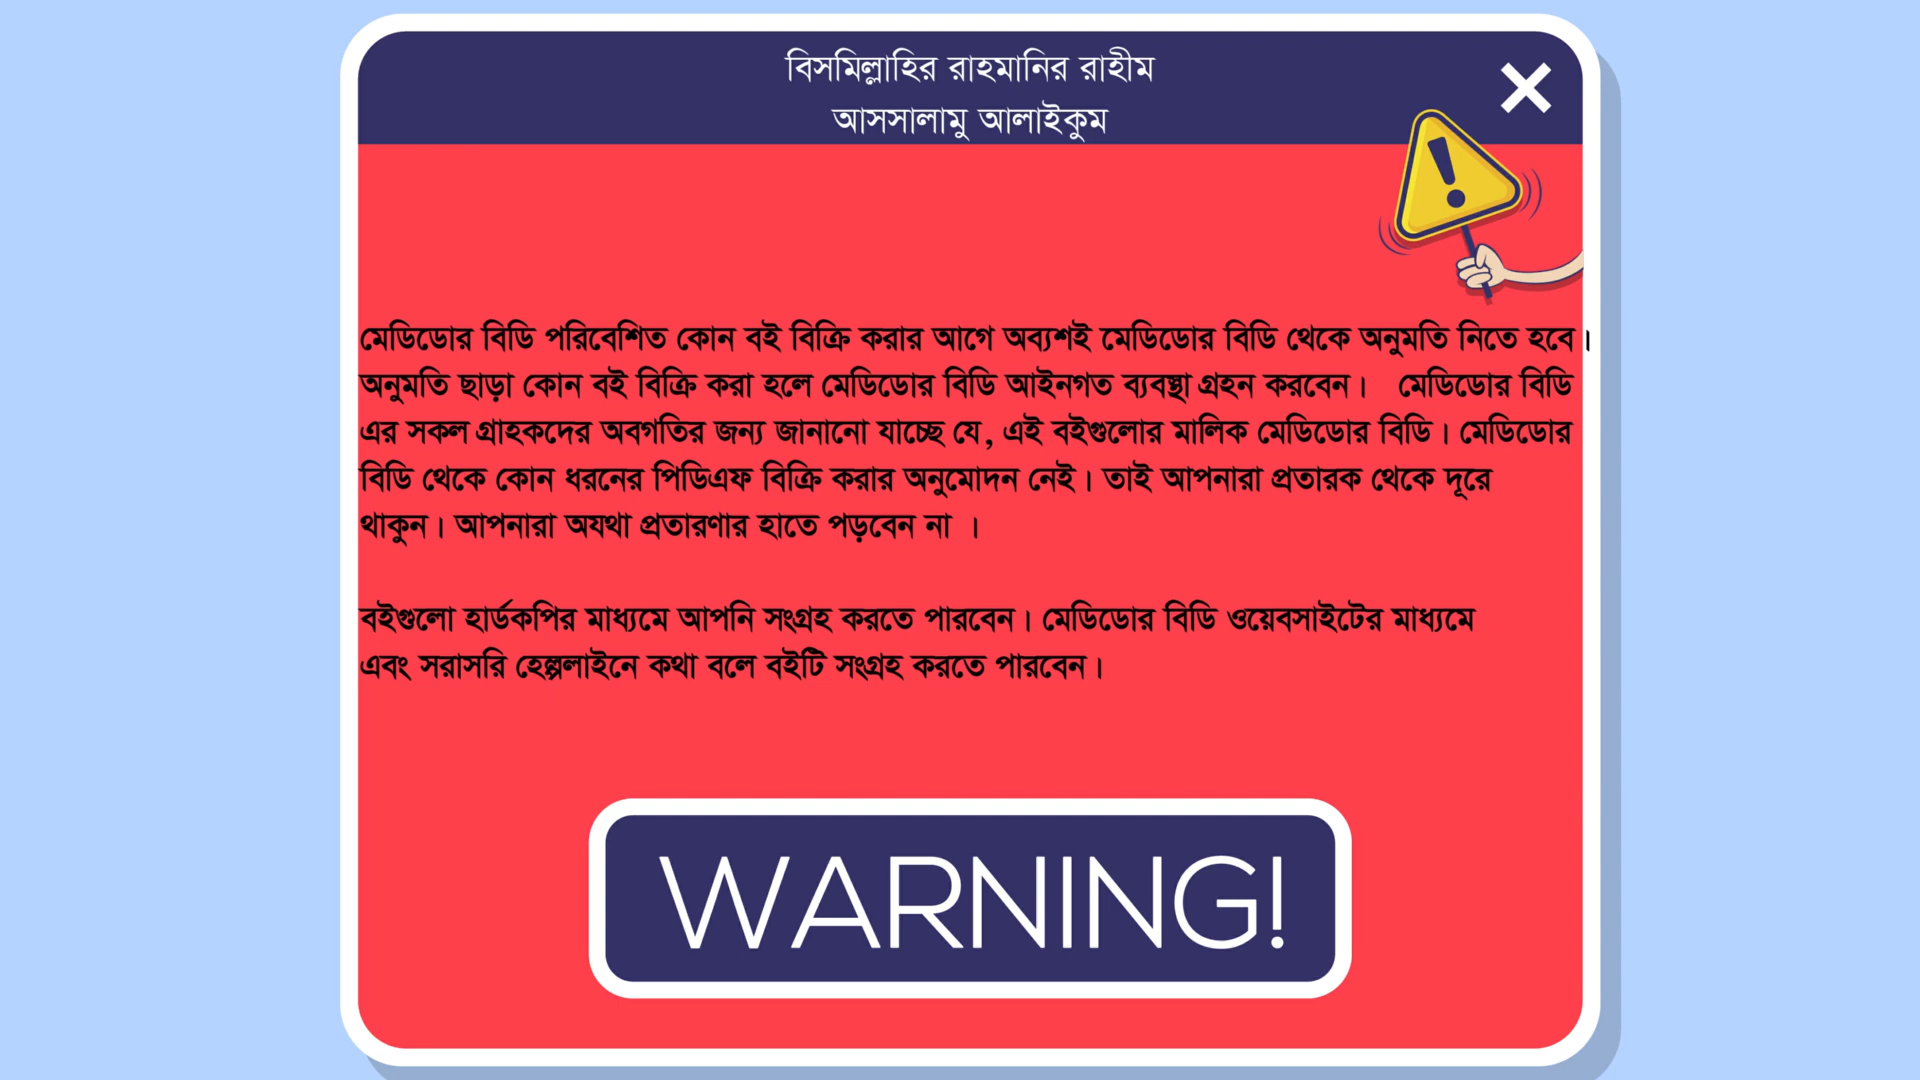 বিসমিল্লাহির রাহমানির রাহীম
আসসালামু আলাইকুম
মেডিডোর বিডি পরিবেশিত কোন বই বিক্রি করার আগে অব্যশই মেডিডোর বিডি থেকে অনুমতি নিতে হবে।
অনুমতি ছাড়া কোন বই বিক্রি করা হলে মেডিডোর বিডি আইনগত ব্যবস্থা গ্রহন করবেন। মেডিডোর বিডি
এর সকল গ্রাহকদের অবগতির জন্য জানানো যাচ্ছে যে, এই বইগুলোর মালিক মেডিডোর বিডি। মেডিডোর
বিডি থেকে কোন ধরনের পিডিএফ বিক্রি করার অনুমোদন নেই। তাই আপনারা প্রতারক থেকে দূরে
থাকুন। আপনারা অযথা প্রতারণার হাতে পড়বেন না ।
বইগুলো হার্ডকপির মাধ্যমে আপনি সংগ্রহ করতে পারবেন। মেডিডোর বিডি ওয়েবসাইটের মাধ্যমে
এবং সরাসরি হেল্পলাইনে কথা বলে বইটি সংগ্রহ করতে পারবেন।
WARNING!